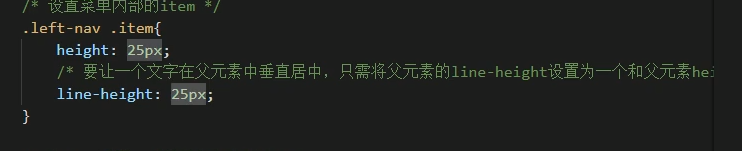 /* 设置菜单内部的item */
.left-nav .item{
height: 25px;
/* 要让一个文字在父元素中垂直居中，只需将父元素的line-height设置为一个和父元素hei
line-height: 25px;
}